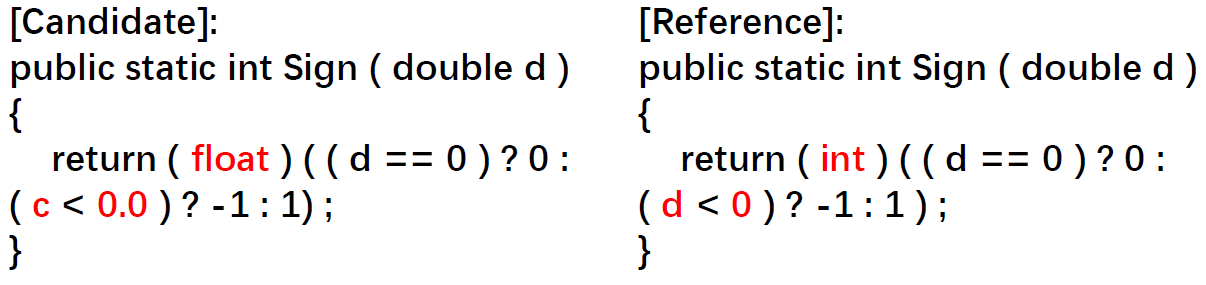 [Candidate]:
public static int Sign ( double d )
{
return ( float ) ( ( d == 0 ) ? 0 :
( c < 0.0 ) ? -1 : 1) ;
}
[Reference]:
public static int Sign ( double d )
{
return ( int ) ( ( d == 0 ) ? 0 :
( d < 0 ) ? -1 : 1 ) ;
}